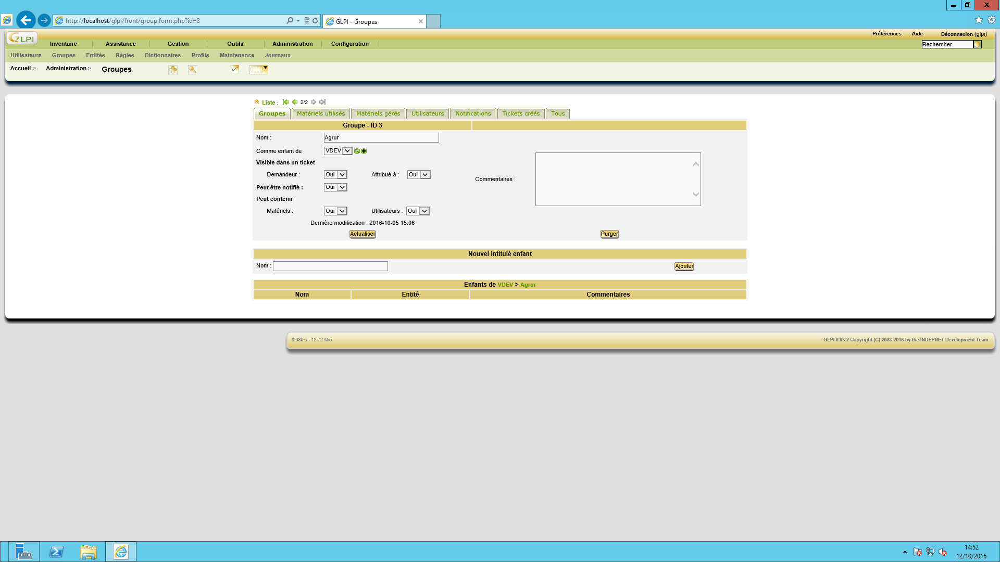 http://localhost/glpi/front/group.form.php?id=3
GLPI - Groupes
GLPI
Préférences Aide Déconnexion (glpi)
Inventaire Assistance Gestion Outils Administration Configuration
Rechercher
Utilisateurs Groupes Entités Règles Dictionnaires Profils Maintenance Journaux
Accueil > Administration > Groupes
Liste : 2/2
Groupes Matériels utilisés Matériels gérés Utilisateurs Notifications Tickets créés Tous
Groupe - ID 3
Nom : Agrur
Comme enfant de VDEV
Visible dans un ticket
Demandeur : Oui Attribué à : Oui
Commentaires :
Peut être notifié : Oui
Peut contenir
Matériels : Oui Utilisateurs : Oui
Dernière modification : 2016-10-05 15:06
Actualiser Purger
Nouvel intitulé enfant
Nom : Ajouter
Enfants de VDEV > Agrur
Nom Entité Commentaires
0.080 s - 12.72 Mio
GLPI 0.83.2 Copyright (C) 2003-2016 by the INDEPNET Development Team.
14:52
12/10/2016